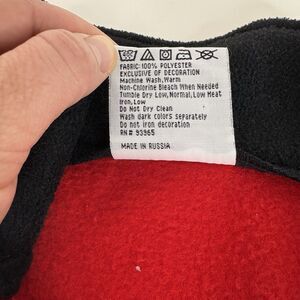 FABRIC: 100% POLYESTER
EXCLUSIVE OF DECORATION
Machine Wash, Warm
Non-Chlorine Bleach When Needed
Tumble Dry Low, Normal, Low Heat
Iron, Low
Do Not Dry Clean
Wash dark colors separately
Do not iron decoration
RN# 93965
MADE IN RUSSIA